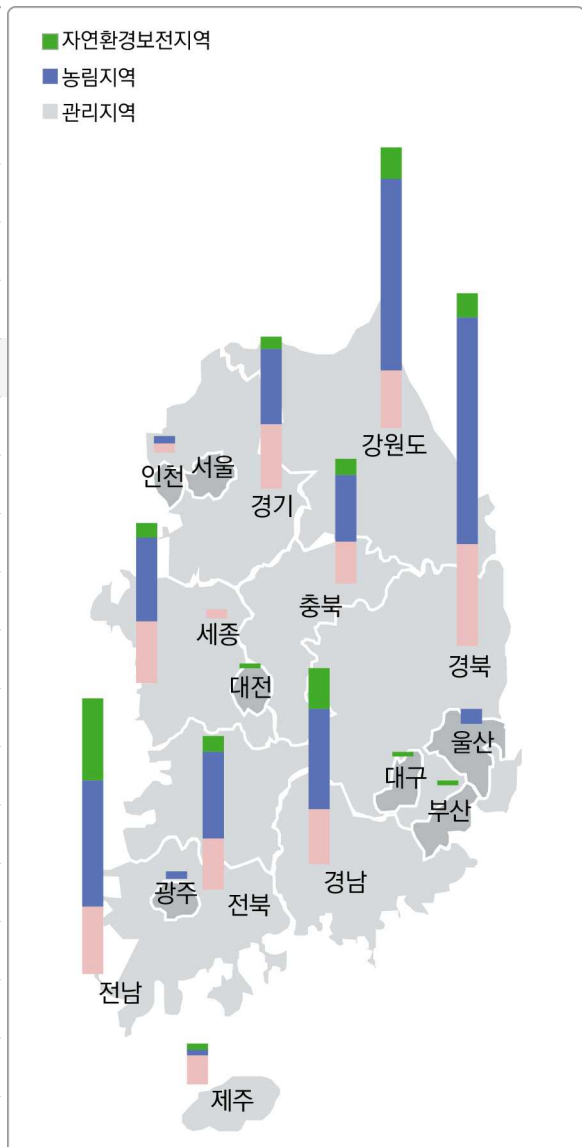 자연환경보전지역
농림지역
관리지역
강원도
인천
서울
경기
충북
세종
경북
대전
울산
대구
부산
경남
광주
전북
전남
제주